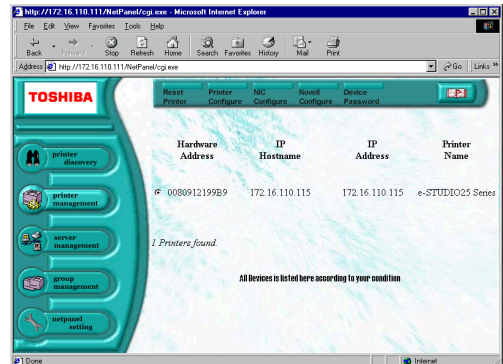 http://172.16.110.111/NetPanel/cgi.exe - Microsoft Internet Explorer
File Edit View Favorites Tools Help
Back Forward Stop Refresh Home Search Favorites History Mail Print
Address http://172.16.110.111/NetPanel/cgi.exe Go Links »
TOSHIBA
Reset Printer Printer Configure NIC Configure Novell Configure Device Password
printer discovery
printer management
server management
group management
netpanel setting
Hardware Address IP Hostname IP Address Printer Name
0080912199B9 172.16.110.115 172.16.110.115 e-STUDIO25 Series
1 Printers found.
All Devices is listed here according to your condition
Done Internet